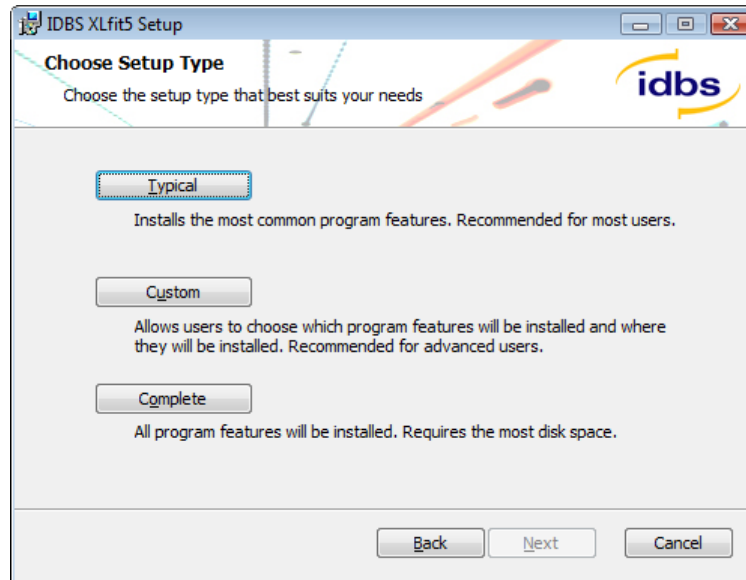 IDBS XLfit5 Setup
Choose Setup Type
Choose the setup type that best suits your needs
idbs
Typical
Installs the most common program features. Recommended for most users.
Custom
Allows users to choose which program features will be installed and where
they will be installed. Recommended for advanced users.
Complete
All program features will be installed. Requires the most disk space.
Back
Next
Cancel